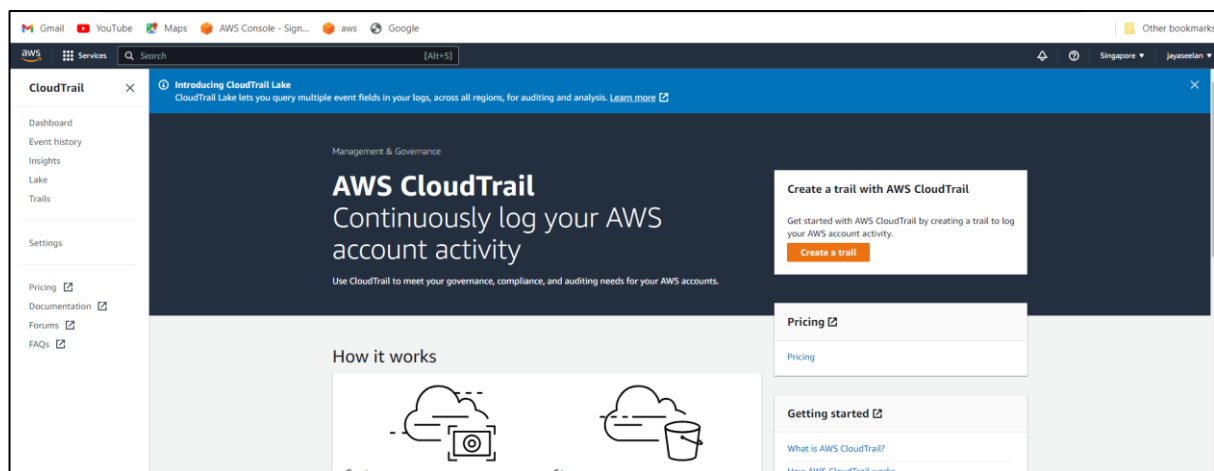 Gmail YouTube Maps AWS Console - Sign... aws Google Other bookmarks
aws Services Search [Alt+S] Singapore jayaseelan
CloudTrail
Introducing CloudTrail Lake
CloudTrail Lake lets you query multiple event fields in your logs, across all regions, for auditing and analysis. Learn more
Dashboard
Event history
Insights
Lake
Trails
Settings
Pricing
Documentation
Forums
FAQs
Management & Governance
AWS CloudTrail
Continuously log your AWS
account activity
Use CloudTrail to meet your governance, compliance, and auditing needs for your AWS accounts.
Create a trail with AWS CloudTrail
Get started with AWS CloudTrail by creating a trail to log
your AWS account activity.
Create a trail
Pricing
Pricing
How it works
Getting started
What is AWS CloudTrail?
How AWS CloudTrail works